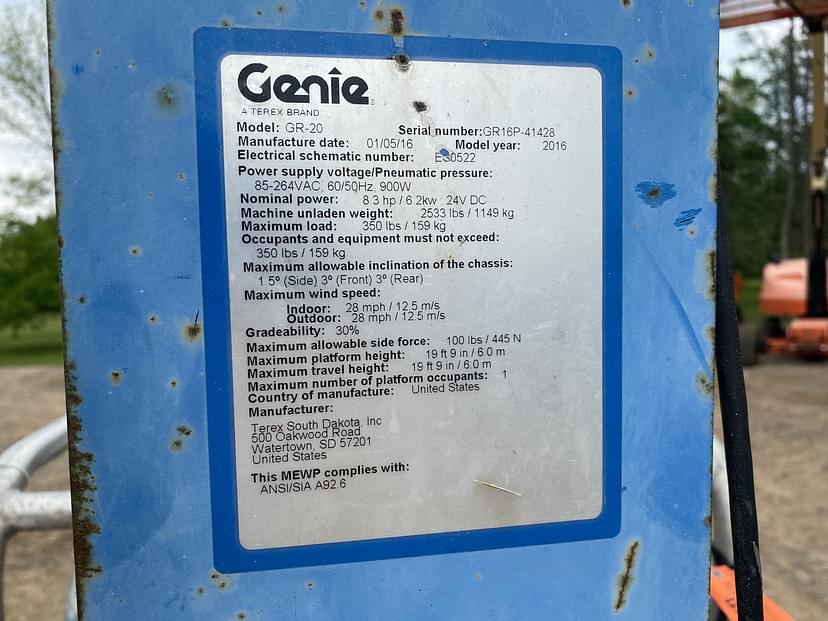 Genie
A TEREX BRAND
Model: GR-20 Serial number:GR16P-41428
Manufacture date: 01/05/16 Model year: 2016
Electrical schematic number: ES0522
Power supply voltage/Pneumatic pressure:
85-264VAC, 60/50Hz, 900W
Nominal power: 8.3 hp / 6.2kw : 24V DC
Machine unladen weight: 2533 lbs / 1149 kg
Maximum load: 350 lbs / 159 kg
Occupants and equipment must not exceed:
350 lbs / 159 kg
Maximum allowable inclination of the chassis:
1.5º (Side) 3º (Front) 3º (Rear)
Maximum wind speed:
Indoor: 28 mph / 12.5 m/s
Outdoor: 28 mph / 12.5 m/s
Gradeability: 30%
Maximum allowable side force: 100 lbs / 445 N
Maximum platform height: 19 ft 9 in / 6.0 m
Maximum travel height: 19 ft 9 in / 6.0 m
Maximum number of platform occupants: 1
Country of manufacture: United States
Manufacturer:
Terex South Dakota, Inc
500 Oakwood Road
Watertown, SD 57201
United States
This MEWP complies with:
ANSI/SIA A92.6